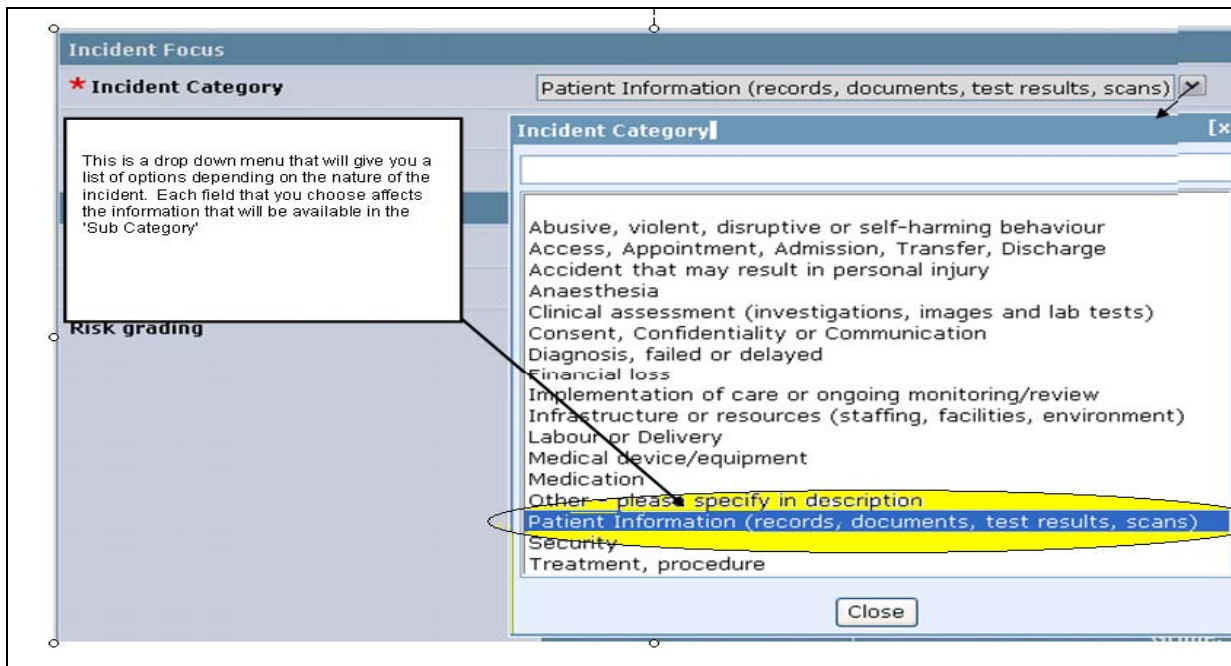 Incident Focus
* Incident Category
Patient Information (records, documents, test results, scans)
This is a drop down menu that will give you a
list of options depending on the nature of the
incident. Each field that you choose affects
the information that will be available in the
'Sub Category'
Risk grading
Incident Category
[x
Abusive, violent, disruptive or self-harming behaviour
Access, Appointment, Admission, Transfer, Discharge
Accident that may result in personal injury
Anaesthesia
Clinical assessment (investigations, images and lab tests)
Consent, Confidentiality or Communication
Diagnosis, failed or delayed
Financial loss
Implementation of care or ongoing monitoring/review
Infrastructure or resources (staffing, facilities, environment)
Labour or Delivery
Medical device/equipment
Medication
Other - please specify in description
Patient Information (records, documents, test results, scans)
Security
Treatment, procedure
Close